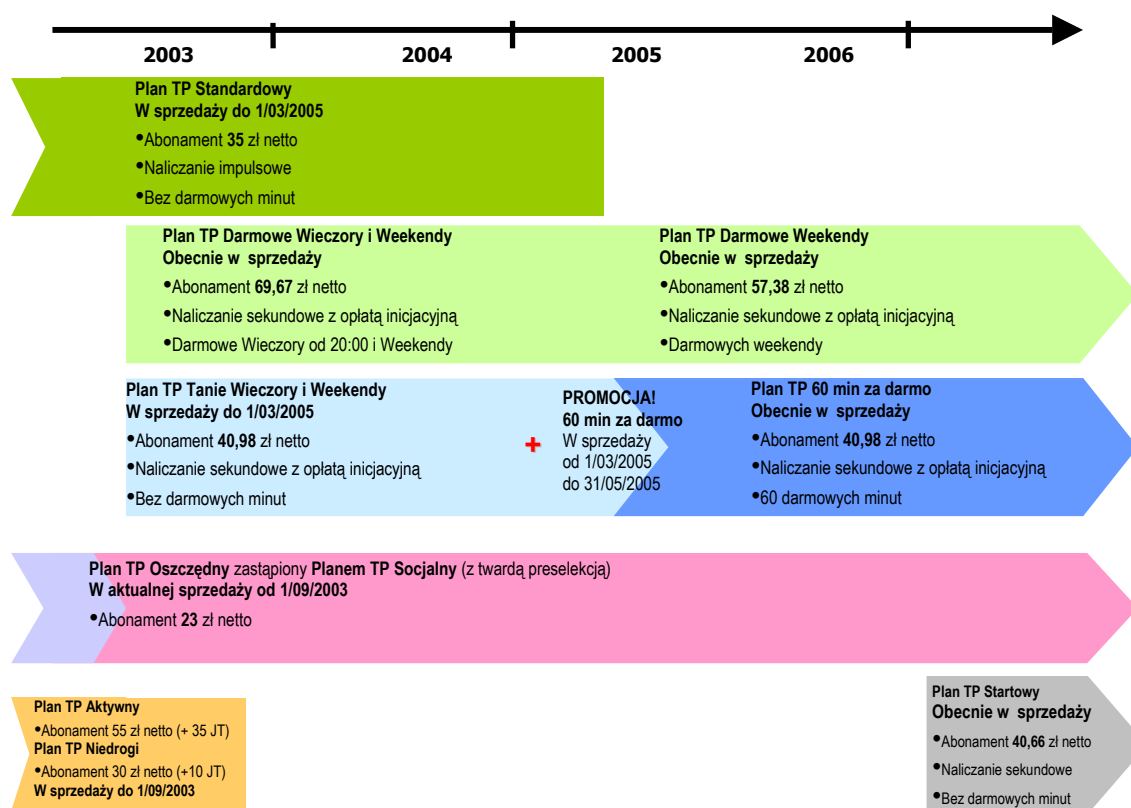 2003 2004 2005 2006
Plan TP Standardowy
W sprzedaży do 1/03/2005
•Abonament 35 zł netto
•Naliczanie impulsowe
•Bez darmowych minut
Plan TP Darmowe Wieczory i Weekendy
Obecnie w sprzedaży
•Abonament 69,67 zł netto
•Naliczanie sekundowe z opłatą inicjacyjną
•Darmowe Wieczory od 20:00 i Weekendy
Plan TP Darmowe Weekendy
Obecnie w sprzedaży
•Abonament 57,38 zł netto
•Naliczanie sekundowe z opłatą inicjacyjną
•Darmowych weekendy
Plan TP Tanie Wieczory i Weekendy
W sprzedaży do 1/03/2005
•Abonament 40,98 zł netto
•Naliczanie sekundowe z opłatą inicjacyjną
•Bez darmowych minut
+
PROMOCJA!
60 min za darmo
W sprzedaży
od 1/03/2005
do 31/05/2005
Plan TP 60 min za darmo
Obecnie w sprzedaży
•Abonament 40,98 zł netto
•Naliczanie sekundowe z opłatą inicjacyjną
•60 darmowych minut
Plan TP Oszczędny zastąpiony Planem TP Socjalny (z twardą preselekcją)
W aktualnej sprzedaży od 1/09/2003
•Abonament 23 zł netto
Plan TP Aktywny
•Abonament 55 zł netto (+ 35 JT)
Plan TP Niedrogi
•Abonament 30 zł netto (+10 JT)
W sprzedaży do 1/09/2003
Plan TP Startowy
Obecnie w sprzedaży
•Abonament 40,66 zł netto
•Naliczanie sekundowe
•Bez darmowych minut